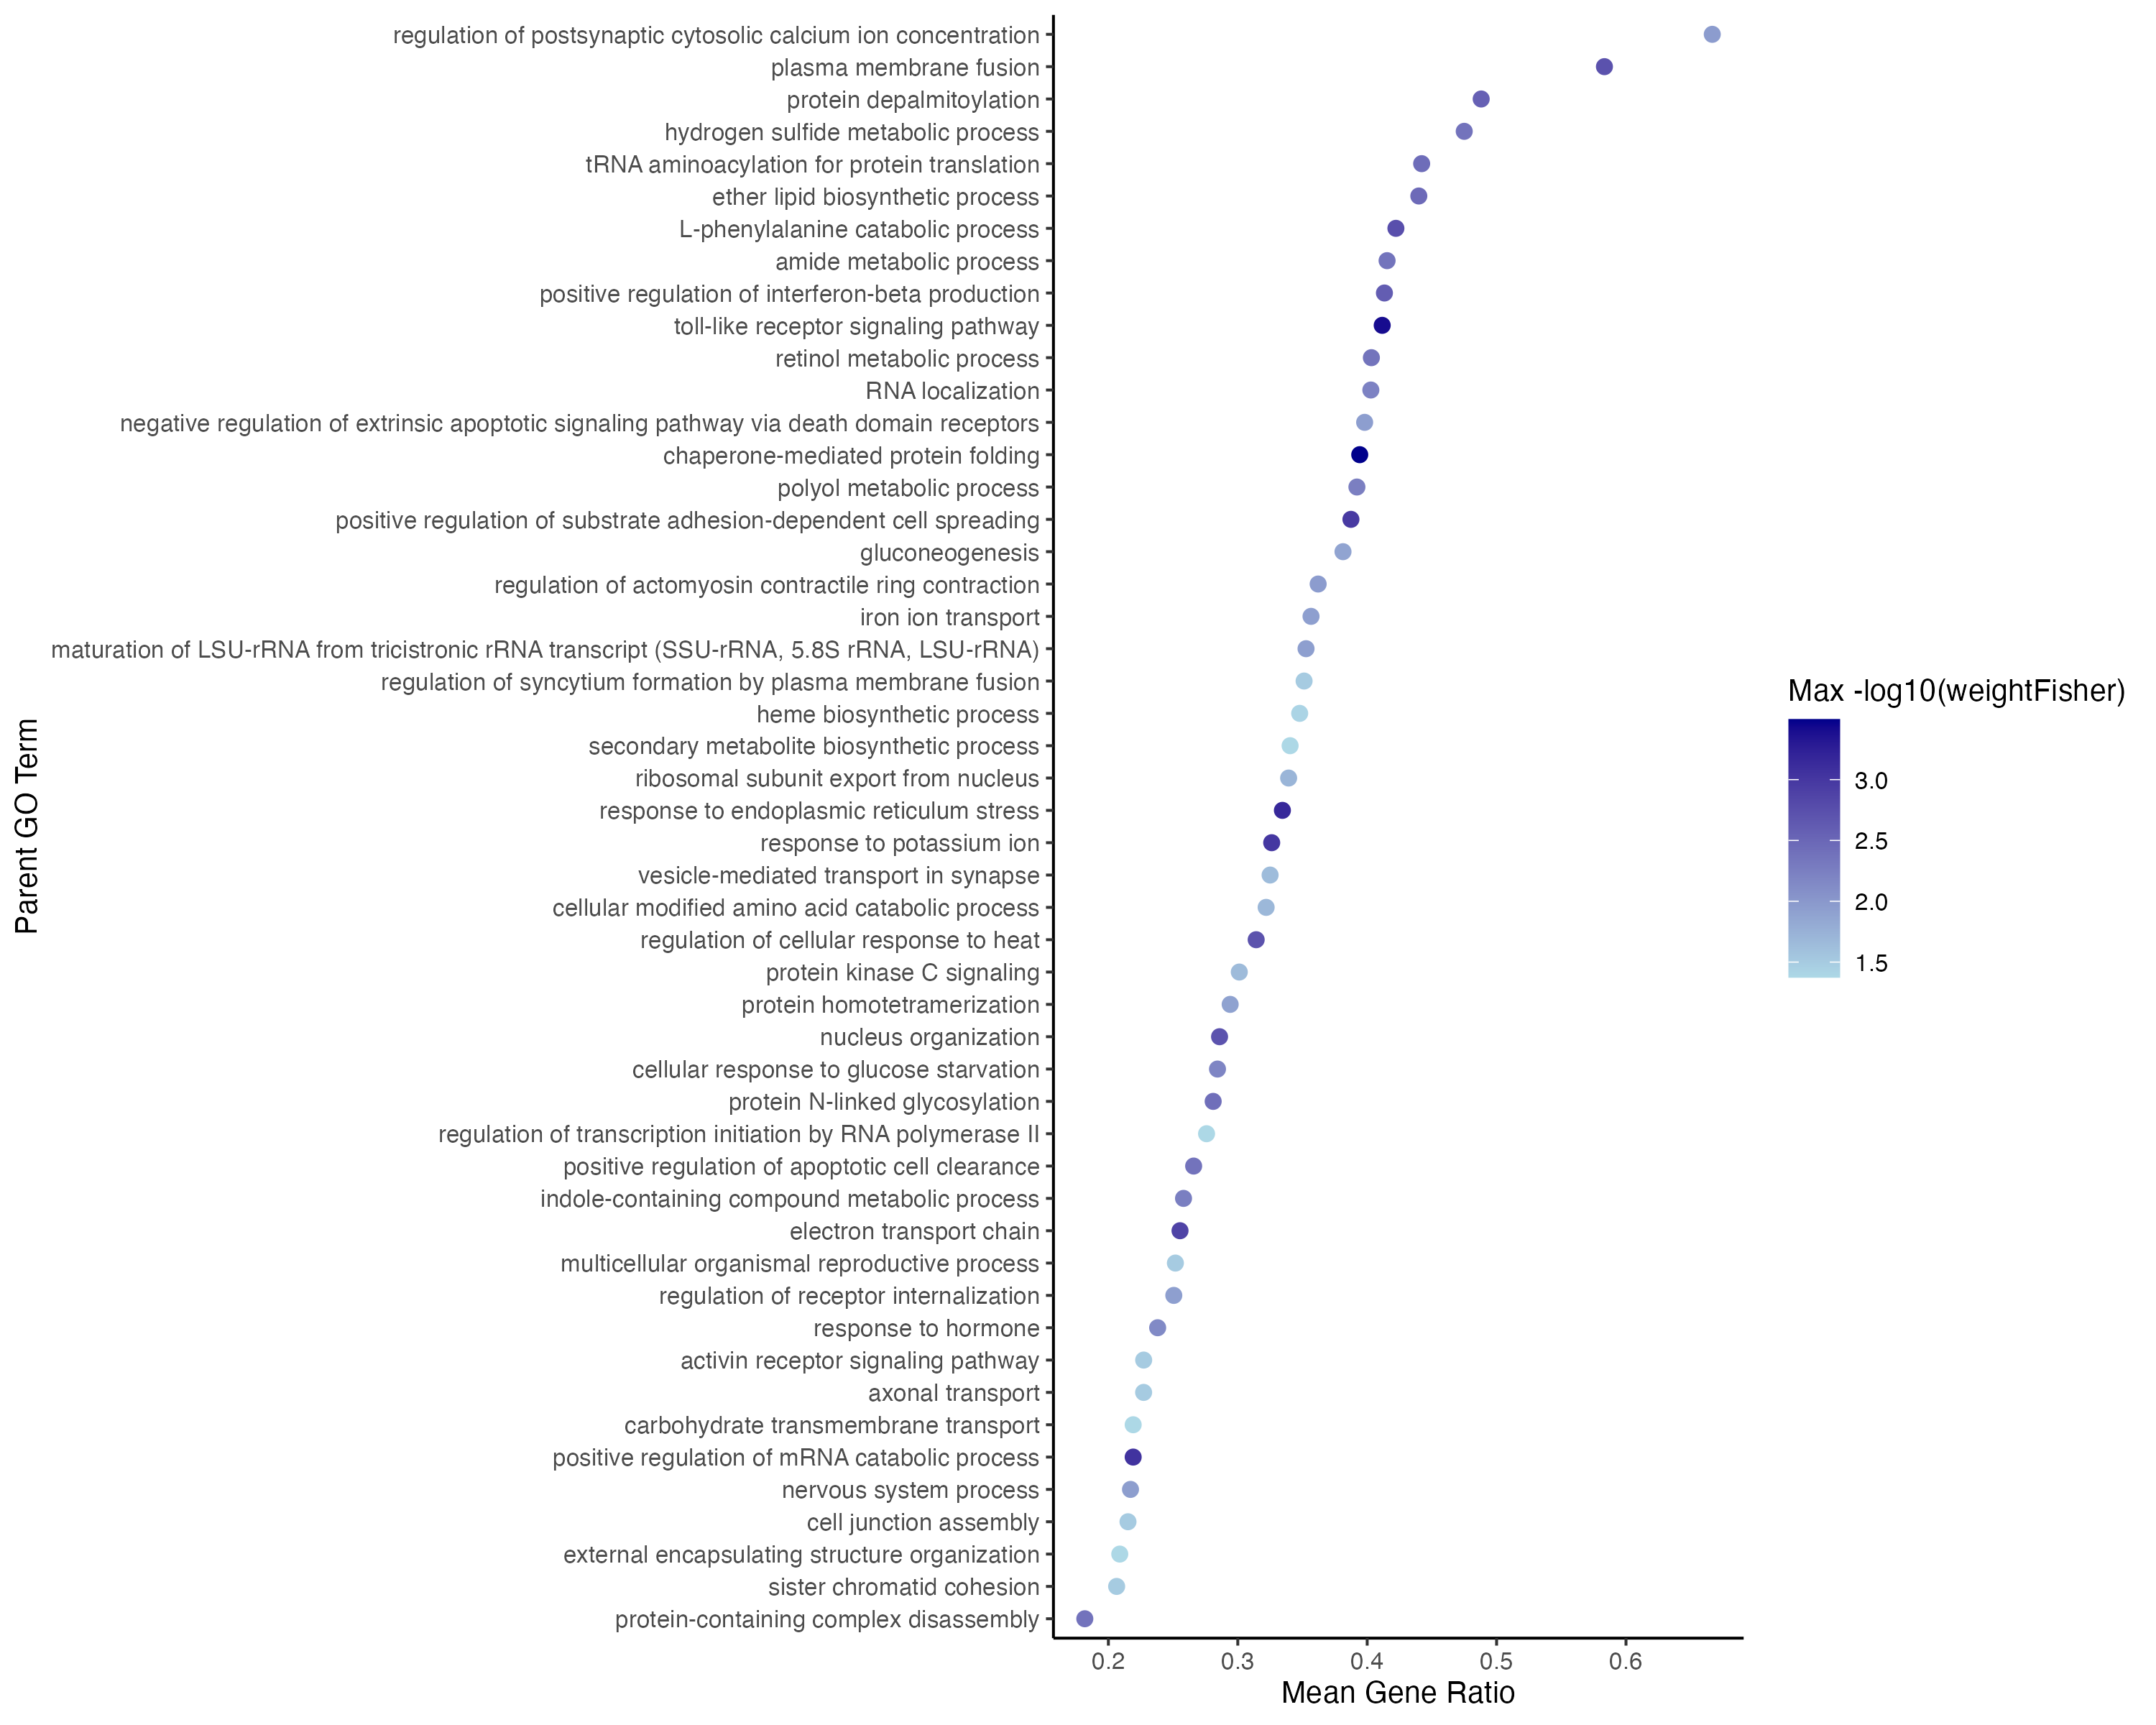 regulation of postsynaptic cytosolic calcium ion concentration
plasma membrane fusion
protein depalmitoylation
hydrogen sulfide metabolic process
tRNA aminoacylation for protein translation
ether lipid biosynthetic process
L-phenylalanine catabolic process
amide metabolic process
positive regulation of interferon-beta production
toll-like receptor signaling pathway
retinol metabolic process
RNA localization
negative regulation of extrinsic apoptotic signaling pathway via death domain receptors
chaperone-mediated protein folding
polyol metabolic process
positive regulation of substrate adhesion-dependent cell spreading
gluconeogenesis
regulation of actomyosin contractile ring contraction
iron ion transport
maturation of LSU-rRNA from tricistronic rRNA transcript (SSU-rRNA, 5.8S rRNA, LSU-rRNA)
regulation of syncytium formation by plasma membrane fusion
heme biosynthetic process
secondary metabolite biosynthetic process
ribosomal subunit export from nucleus
response to endoplasmic reticulum stress
response to potassium ion
vesicle-mediated transport in synapse
cellular modified amino acid catabolic process
regulation of cellular response to heat
protein kinase C signaling
protein homotetramerization
nucleus organization
cellular response to glucose starvation
protein N-linked glycosylation
regulation of transcription initiation by RNA polymerase II
positive regulation of apoptotic cell clearance
indole-containing compound metabolic process
electron transport chain
multicellular organismal reproductive process
regulation of receptor internalization
response to hormone
activin receptor signaling pathway
axonal transport
carbohydrate transmembrane transport
positive regulation of mRNA catabolic process
nervous system process
cell junction assembly
external encapsulating structure organization
sister chromatid cohesion
protein-containing complex disassembly
Parent GO Term
0.2 0.3 0.4 0.5 0.6
Mean Gene Ratio
Max -log10(weightFisher)
3.0
2.5
2.0
1.5